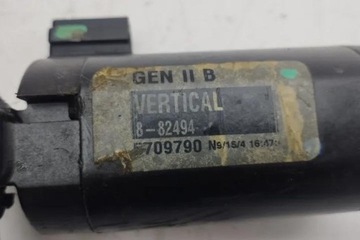 GEN II B
VERTICAL
8-82494
5709790 N9/15/4 16:47